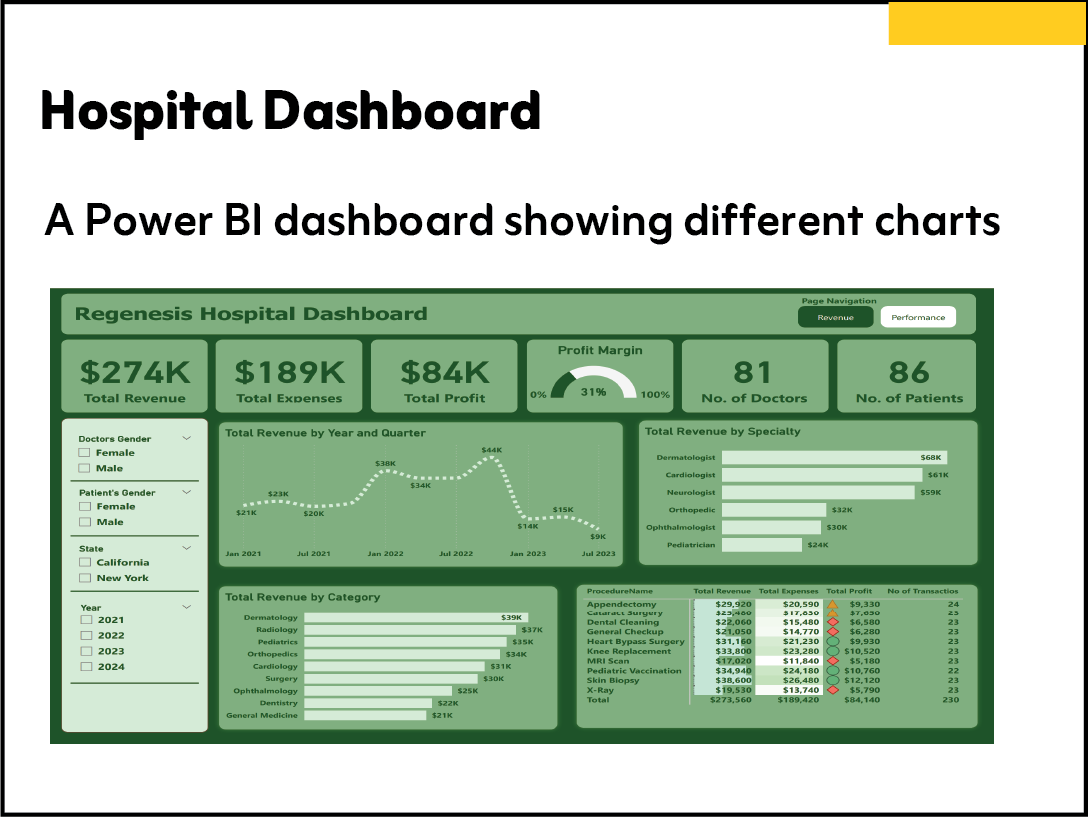 Hospital Dashboard
A Power BI dashboard showing different charts
Regenesis Hospital Dashboard
Page Navigation
Revenue Performance
$274K
Total Revenue
$189K
Total Expenses
$84K
Total Profit
Profit Margin
0% 31% 100%
81
No. of Doctors
86
No. of Patients
Doctors Gender
Female
Male
Patient's Gender
Female
Male
State
California
New York
Year
2021
2022
2023
2024
Total Revenue by Year and Quarter
$21K $23K $20K $38K $34K $44K $14K $15K $9K
Jan 2021 Jul 2021 Jan 2022 Jul 2022 Jan 2023 Jul 2023
Total Revenue by Specialty
Dermatologist $68K
Cardiologist $61K
Neurologist $59K
Orthopedic $32K
Ophthalmologist $30K
Pediatrician $24K
Total Revenue by Category
Dermatology $39K
Radiology $37K
Pediatrics $35K
Orthopedics $34K
Cardiology $31K
Surgery $30K
Ophthalmology $25K
Dentistry $22K
General Medicine $21K
ProcedureName Total Revenue Total Expenses Total Profit No of Transactios
Appendectomy $29,920 $20,590 $9,330 24
Cataract Surgery $25,480 $17,830 $7,650 23
Dental Cleaning $22,060 $15,480 $6,580 23
General Checkup $21,050 $14,770 $6,280 23
Heart Bypass Surgery $31,160 $21,230 $9,930 23
Knee Replacement $33,800 $23,280 $10,520 23
MRI Scan $17,020 $11,840 $5,180 23
Pediatric Vaccination $34,940 $24,180 $10,760 22
Skin Biopsy $38,600 $26,480 $12,120 23
X-Ray $19,530 $13,740 $5,790 23
Total $273,560 $189,420 $84,140 230